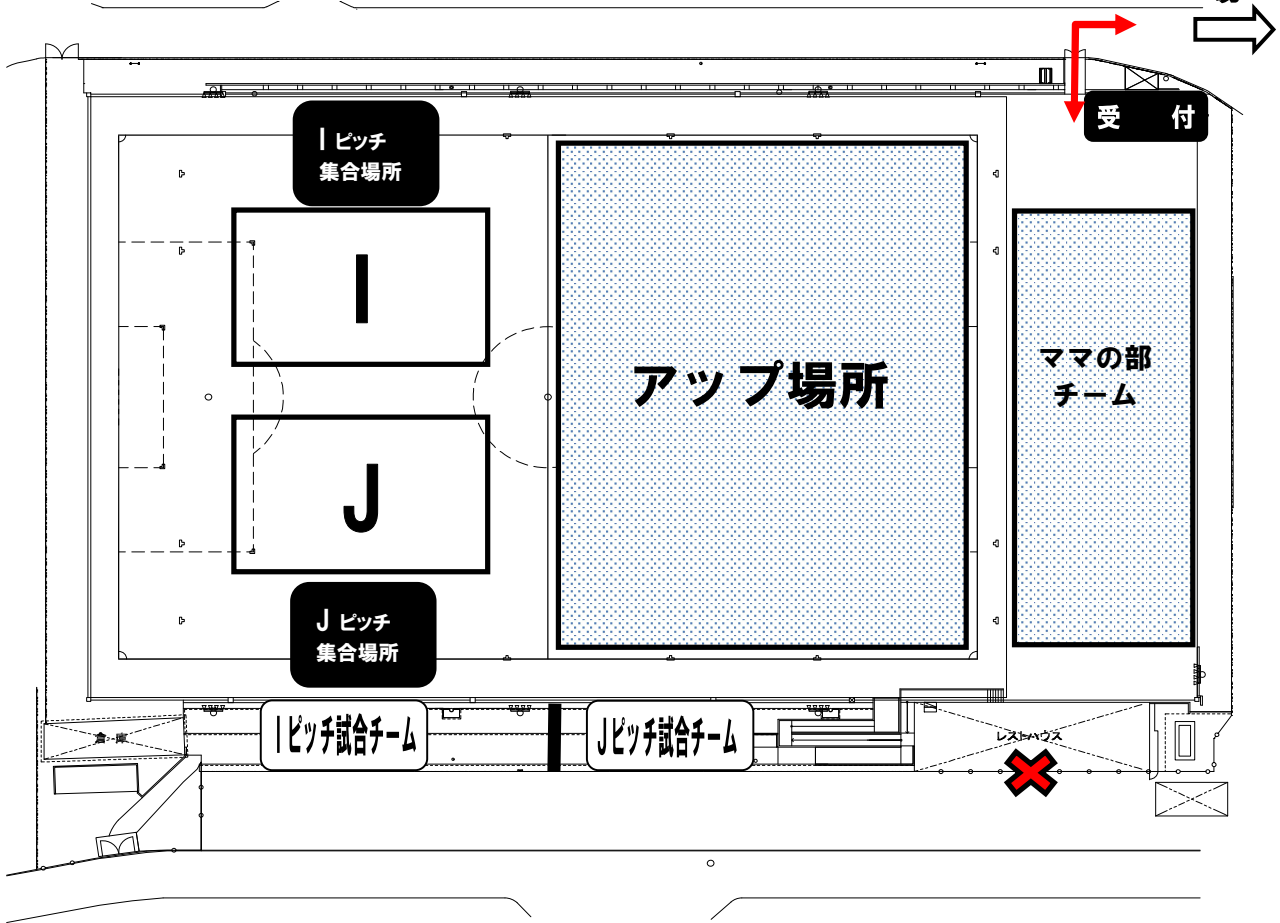 受 付
I ピッチ
集合場所
I
アップ場所
ママの部
チーム
J
J ピッチ
集合場所
Iピッチ試合チーム
Jピッチ試合チーム
倉庫
レストハウス